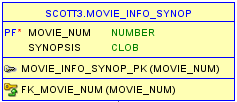 SCOTT3.MOVIE_INFO_SYNOP
PF* MOVIE_NUM NUMBER
SYNOPSIS CLOB
MOVIE_INFO_SYNOP_PK (MOVIE_NUM)
FK_MOVIE_NUM (MOVIE_NUM)